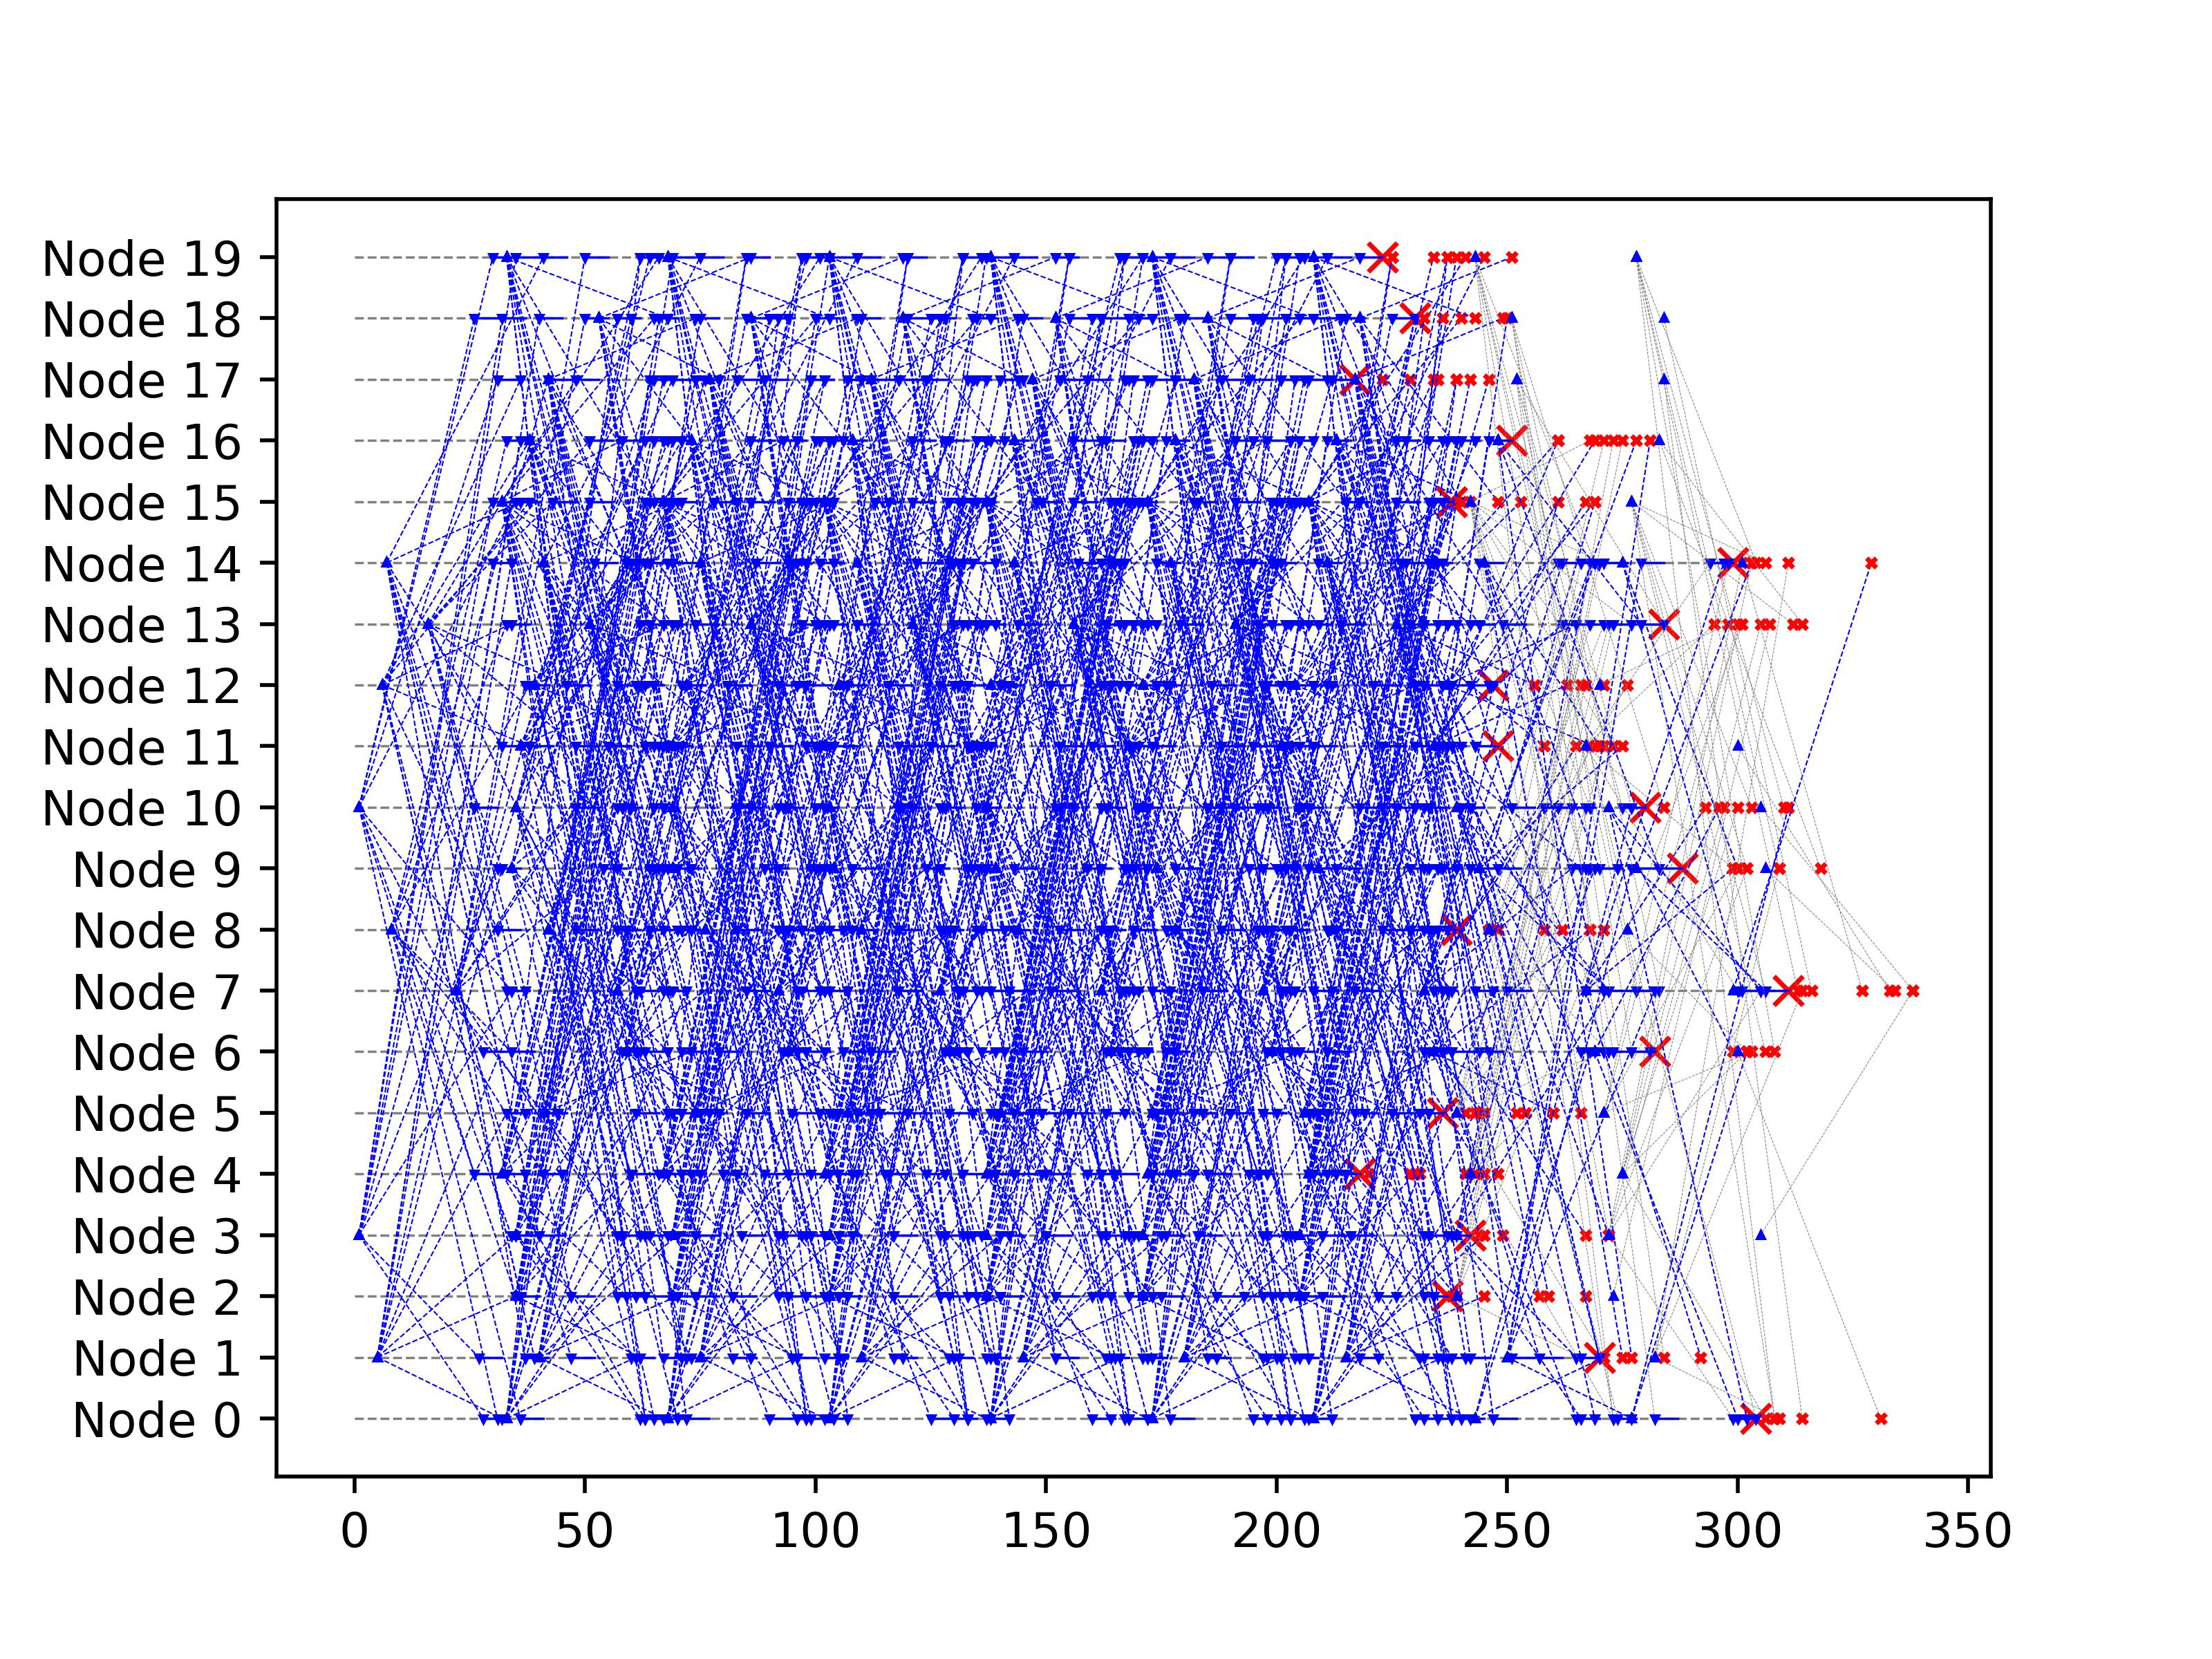 Node 19
Node 18
Node 17
Node 16
Node 15
Node 14
Node 13
Node 12
Node 11
Node 10
Node 9
Node 8
Node 7
Node 6
Node 5
Node 4
Node 3
Node 2
Node 1
Node 0
0 50 100 150 200 250 300 350